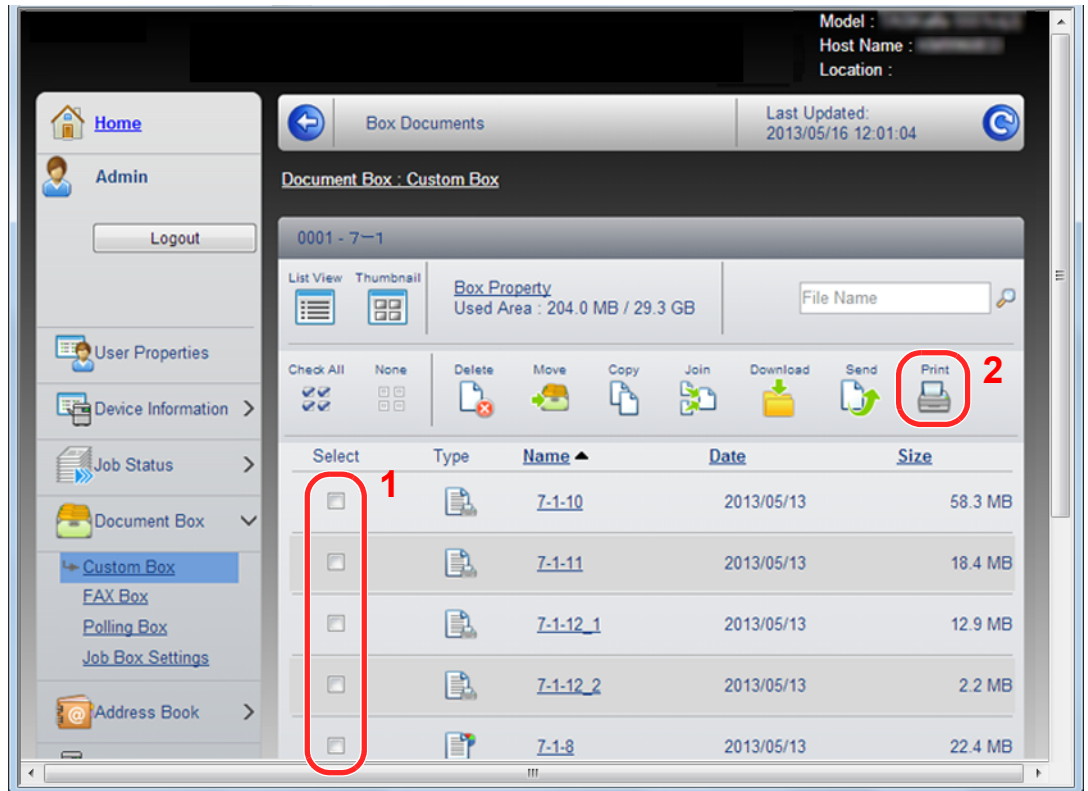 Model :
Host Name :
Location :
Home
Admin
Logout
User Properties
Device Information
Job Status
Document Box
Custom Box
FAX Box
Polling Box
Job Box Settings
Address Book
Box Documents
Last Updated:
2013/05/16 12:01:04
Document Box : Custom Box
0001 - 7ー1
List View Thumbnail
Box Property
Used Area : 204.0 MB / 29.3 GB
File Name
Check All None Delete Move Copy Join Download Send Print 2
Select Type Name Date Size
1
7-1-10 2013/05/13 58.3 MB
7-1-11 2013/05/13 18.4 MB
7-1-12_1 2013/05/13 12.9 MB
7-1-12_2 2013/05/13 2.2 MB
7-1-8 2013/05/13 22.4 MB